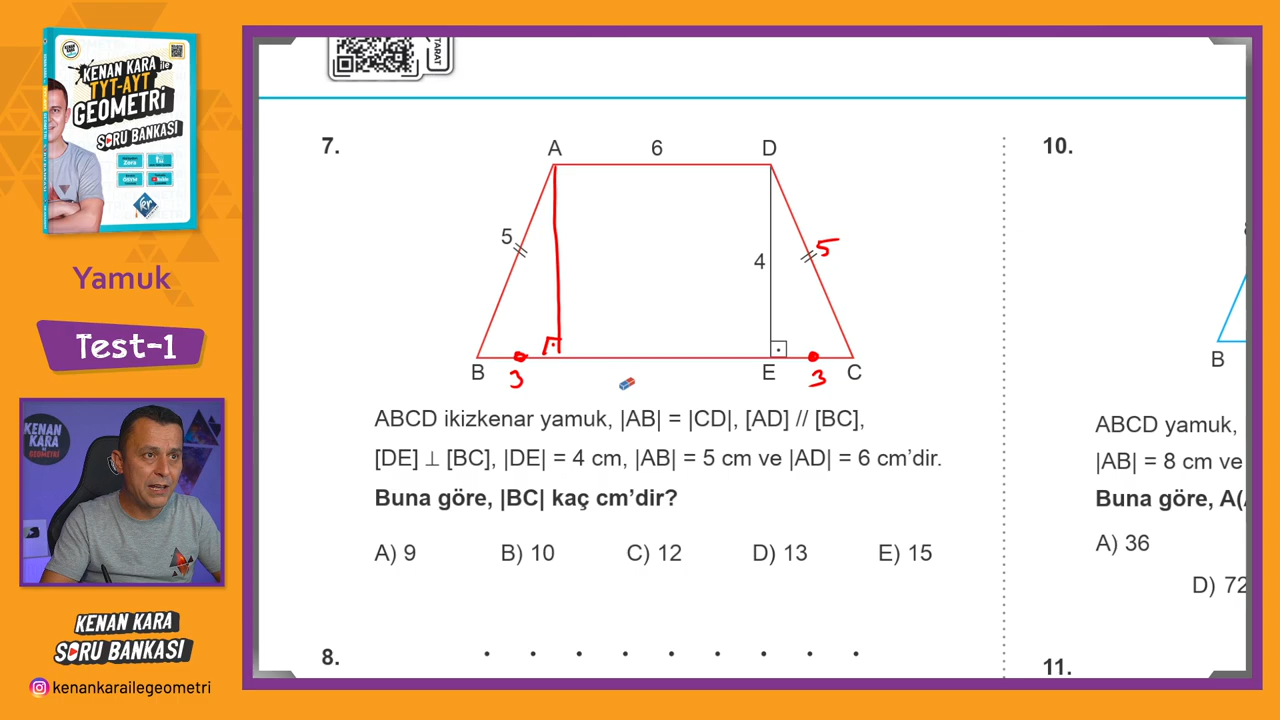 KENAN KARA ile
TYT-AYT
GEOMETRİ
SORU BANKASI
Yamuk
Test-1
KENAN
KARA
GEOMETRİ
KENAN KARA
SORU BANKASI
kenankarailegeometri
TARAT
7.
A 6 D
5
5
4
B 3 E 3 C
ABCD ikizkenar yamuk, |AB| = |CD|, [AD] // [BC],
[DE] ⊥ [BC], |DE| = 4 cm, |AB| = 5 cm ve |AD| = 6 cm'dir.
Buna göre, |BC| kaç cm'dir?
A) 9 B) 10 C) 12 D) 13 E) 15
8.
10.
B
ABCD yamuk,
|AB| = 8 cm ve
Buna göre, A(
A) 36
D) 72
11.